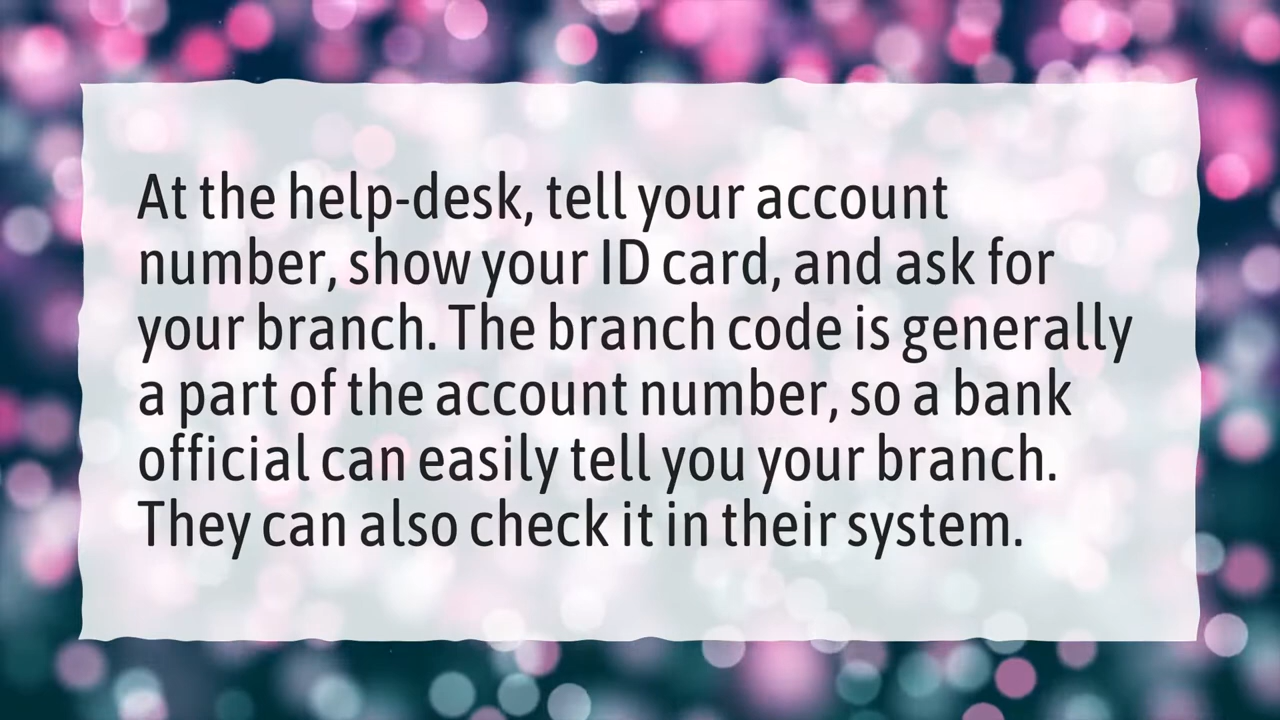 At the help-desk, tell your account
number, show your ID card, and ask for
your branch. The branch code is generally
a part of the account number, so a bank
official can easily tell you your branch.
They can also check it in their system.